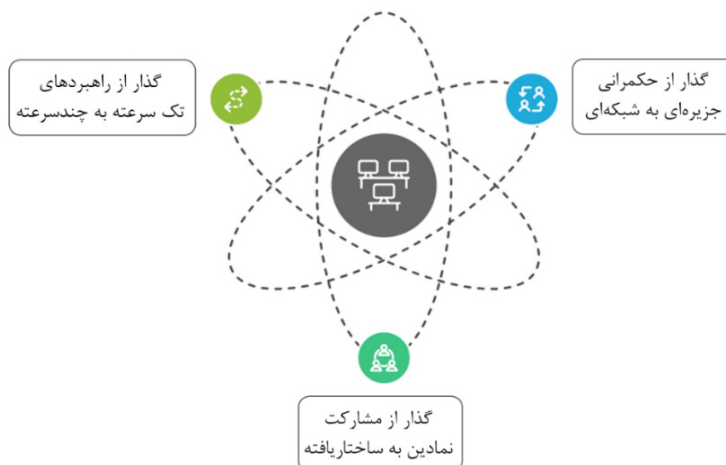 گذار از حکمرانی
جزیره‌ای به شبکه‌ای
گذار از راهبردهای
تک سرعته به چندسرعته
گذار از مشارکت
نمادین به ساختاریافته